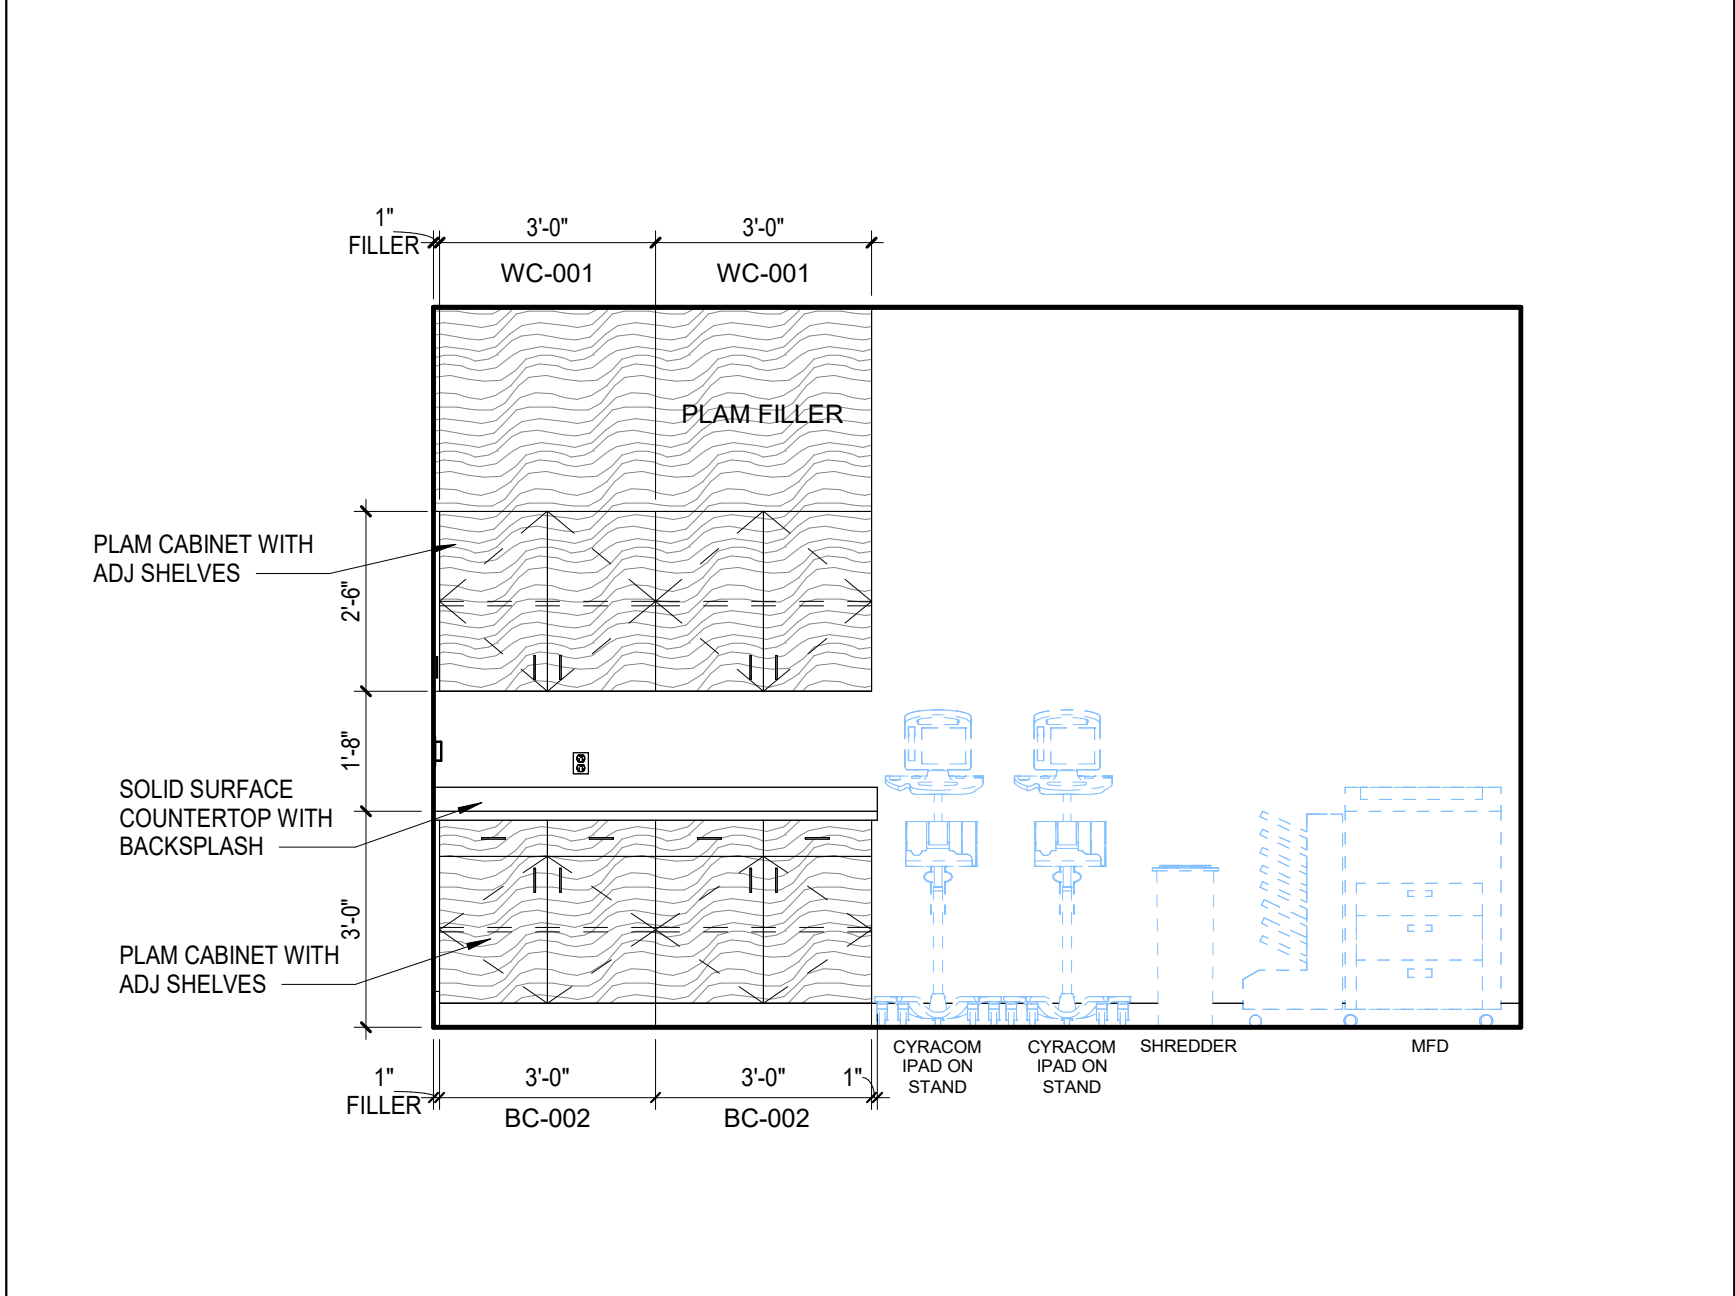 1"
FILLER
3'-0"
3'-0"
WC-001
WC-001
PLAM FILLER
PLAM CABINET WITH
ADJ SHELVES
2'-6"
1'-8"
SOLID SURFACE
COUNTERTOP WITH
BACKSPLASH
3'-0"
PLAM CABINET WITH
ADJ SHELVES
CYRACOM
IPAD ON
STAND
CYRACOM
IPAD ON
STAND
SHREDDER
MFD
1"
FILLER
3'-0"
3'-0"
1"
BC-002
BC-002